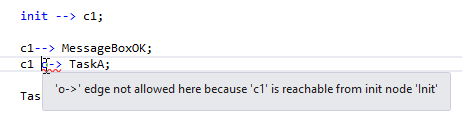 init --> c1;
c1--> MessageBoxOK;
c1 o-> TaskA;
'o->' edge not allowed here because 'c1' is reachable from init node 'Init'
Tas